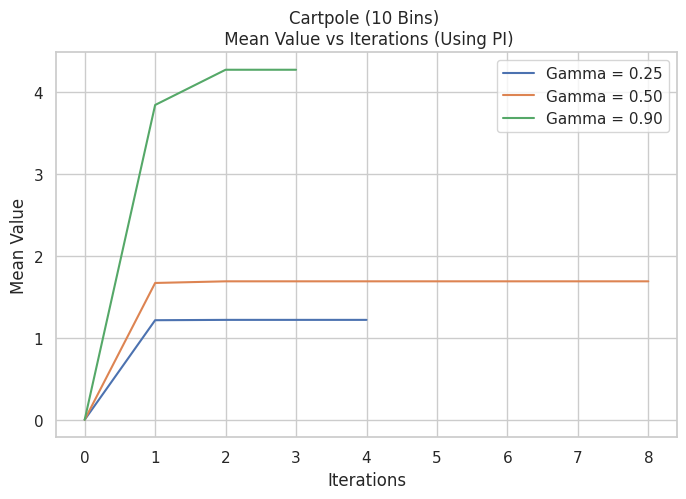 Cartpole (10 Bins)
Mean Value vs Iterations (Using PI)
Gamma = 0.25
Gamma = 0.50
Gamma = 0.90
Mean Value
4
3
2
1
0
0 1 2 3 4 5 6 7 8
Iterations